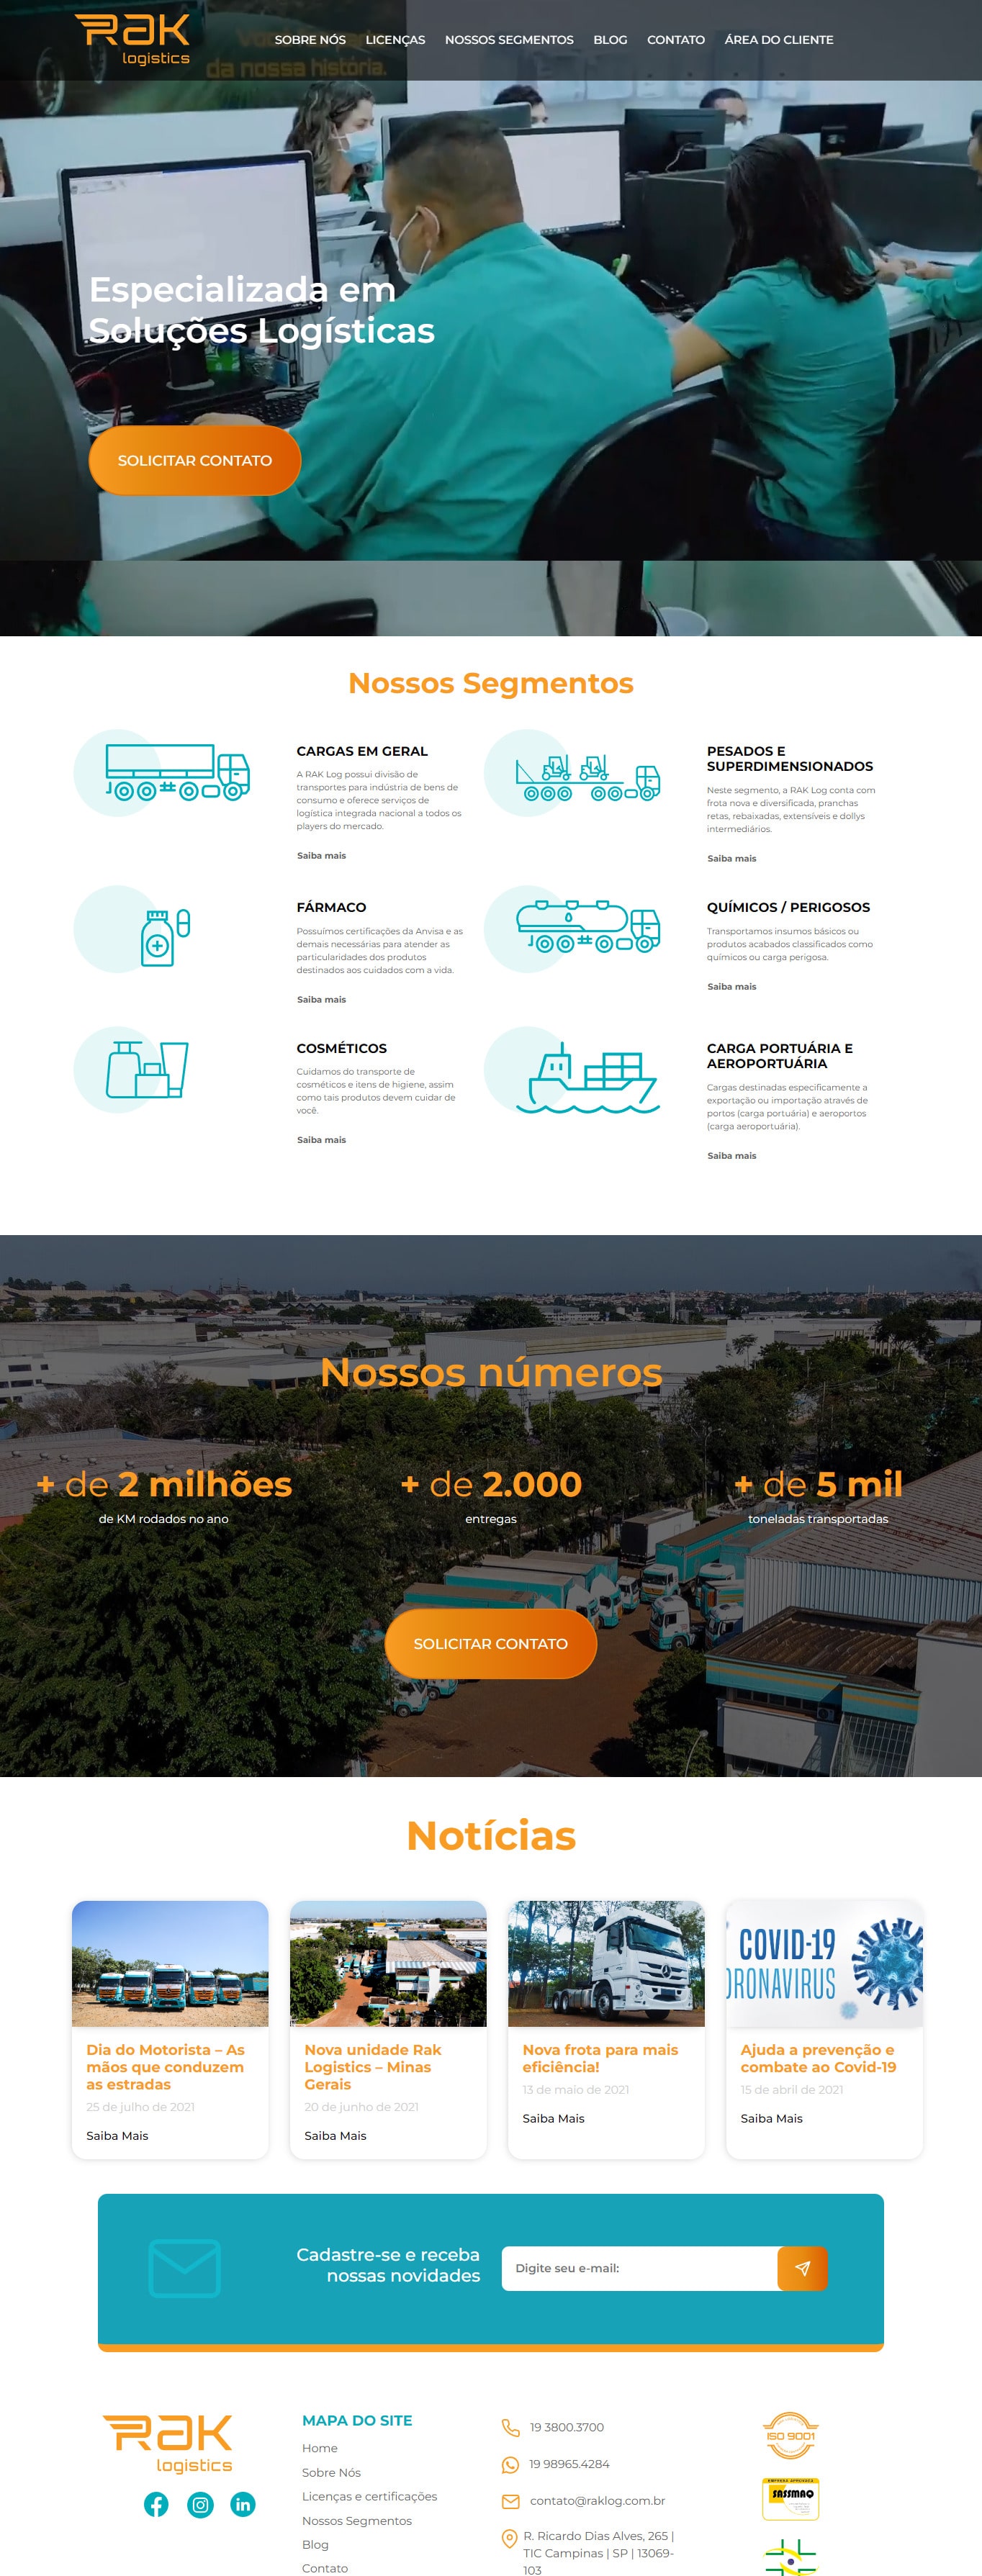 RaK
logistics
SOBRE NÓS
LICENÇAS
NOSSOS SEGMENTOS
BLOG
CONTATO
ÁREA DO CLIENTE
da nossa história.
Especializada em
Soluções Logísticas
SOLICITAR CONTATO
Nossos Segmentos
CARGAS EM GERAL
A RAK Log possui divisão de
transportes para indústria de bens de
consumo e oferece serviços de
logística integrada nacional a todos os
players do mercado.
Saiba mais
PESADOS E
SUPERDIMENSIONADOS
Neste segmento, a RAK Log conta com
frota nova e diversificada, pranchas
retas, rebaixadas, extensíveis e dollys
intermediários.
Saiba mais
FÁRMACO
Possuímos certificações da Anvisa e as
demais necessárias para atender as
particularidades dos produtos
destinados aos cuidados com a vida.
Saiba mais
QUÍMICOS / PERIGOSOS
Transportamos insumos básicos ou
produtos acabados classificados como
químicos ou carga perigosa.
Saiba mais
COSMÉTICOS
Cuidamos do transporte de
cosméticos e itens de higiene, assim
como tais produtos devem cuidar de
você.
Saiba mais
CARGA PORTUÁRIA E
AEROPORTUÁRIA
Cargas destinadas especificamente a
exportação ou importação através de
portos (carga portuária) e aeroportos
(carga aeroportuária).
Saiba mais
Nossos números
+ de 2 milhões
de KM rodados no ano
+ de 2.000
entregas
+ de 5 mil
toneladas transportadas
SOLICITAR CONTATO
Notícias
Dia do Motorista – As
mãos que conduzem
as estradas
25 de julho de 2021
Saiba Mais
Nova unidade Rak
Logistics – Minas
Gerais
20 de junho de 2021
Saiba Mais
Nova frota para mais
eficiência!
13 de maio de 2021
Saiba Mais
COVID-19
ORONAVIRUS
Ajuda a prevenção e
combate ao Covid-19
15 de abril de 2021
Saiba Mais
Cadastre-se e receba
nossas novidades
Digite seu e-mail:
RaK
logistics
MAPA DO SITE
Home
Sobre Nós
Licenças e certificações
Nossos Segmentos
Blog
Contato
19 3800.3700
19 98965.4284
contato@raklog.com.br
R. Ricardo Dias Alves, 265 |
TIC Campinas | SP | 13069-
103
ISO 9001
SASSMAQ